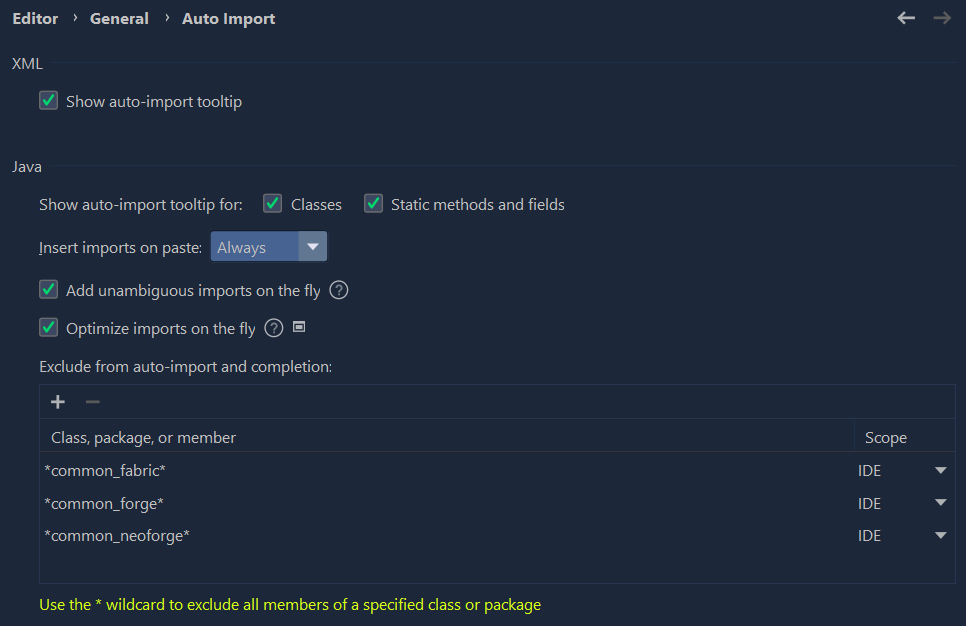 Editor › General › Auto Import
XML
Show auto-import tooltip
Java
Show auto-import tooltip for: Classes Static methods and fields
Insert imports on paste: Always
Add unambiguous imports on the fly ?
Optimize imports on the fly ?
Exclude from auto-import and completion:
Class, package, or member Scope
*common_fabric* IDE
*common_forge* IDE
*common_neoforge* IDE
Use the * wildcard to exclude all members of a specified class or package